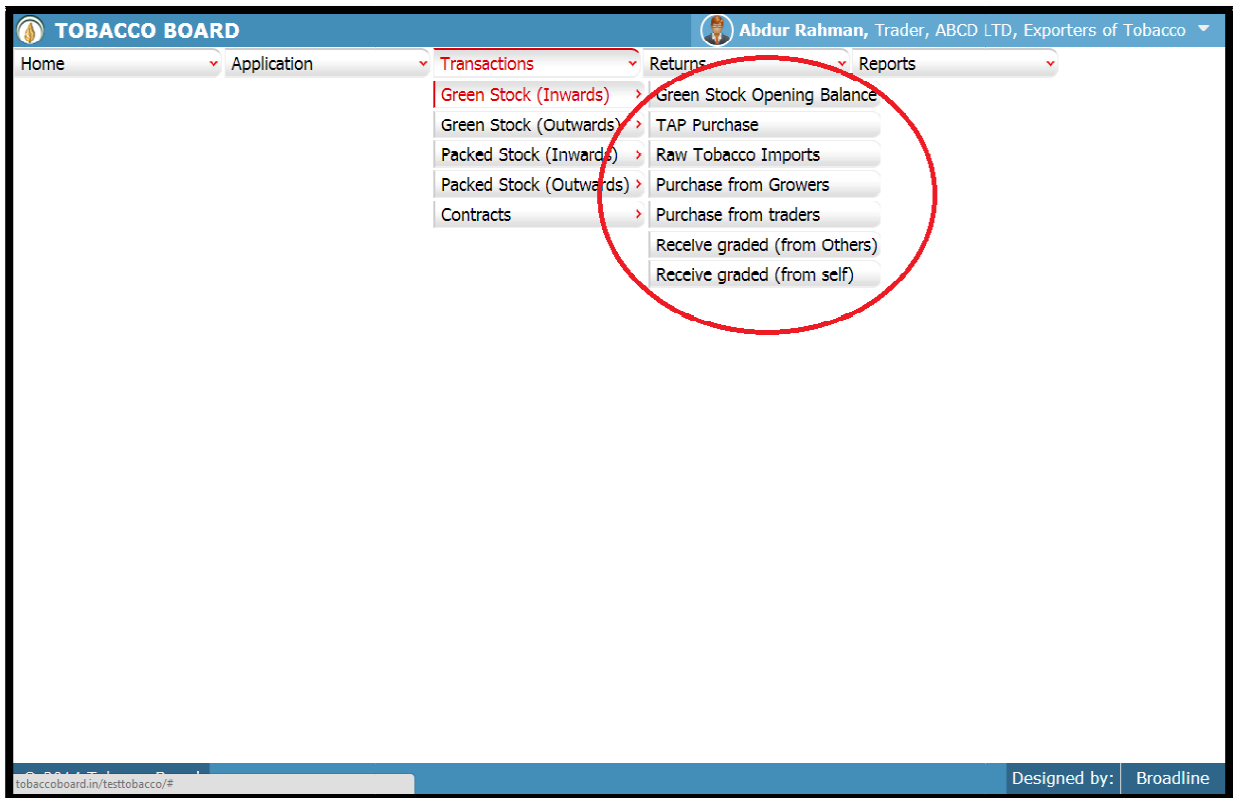 TOBACCO BOARD
Abdur Rahman, Trader, ABCD LTD, Exporters of Tobacco
Home Application Transactions Returns Reports
Green Stock (Inwards) Green Stock Opening Balance
Green Stock (Outwards) TAP Purchase
Packed Stock (Inwards) Raw Tobacco Imports
Packed Stock (Outwards) Purchase from Growers
Contracts Purchase from traders
Receive graded (from Others)
Receive graded (from self)
© 2014 Tobacco Board
Designed by: Broadline
tobaccoboard.in/testtobacco/#